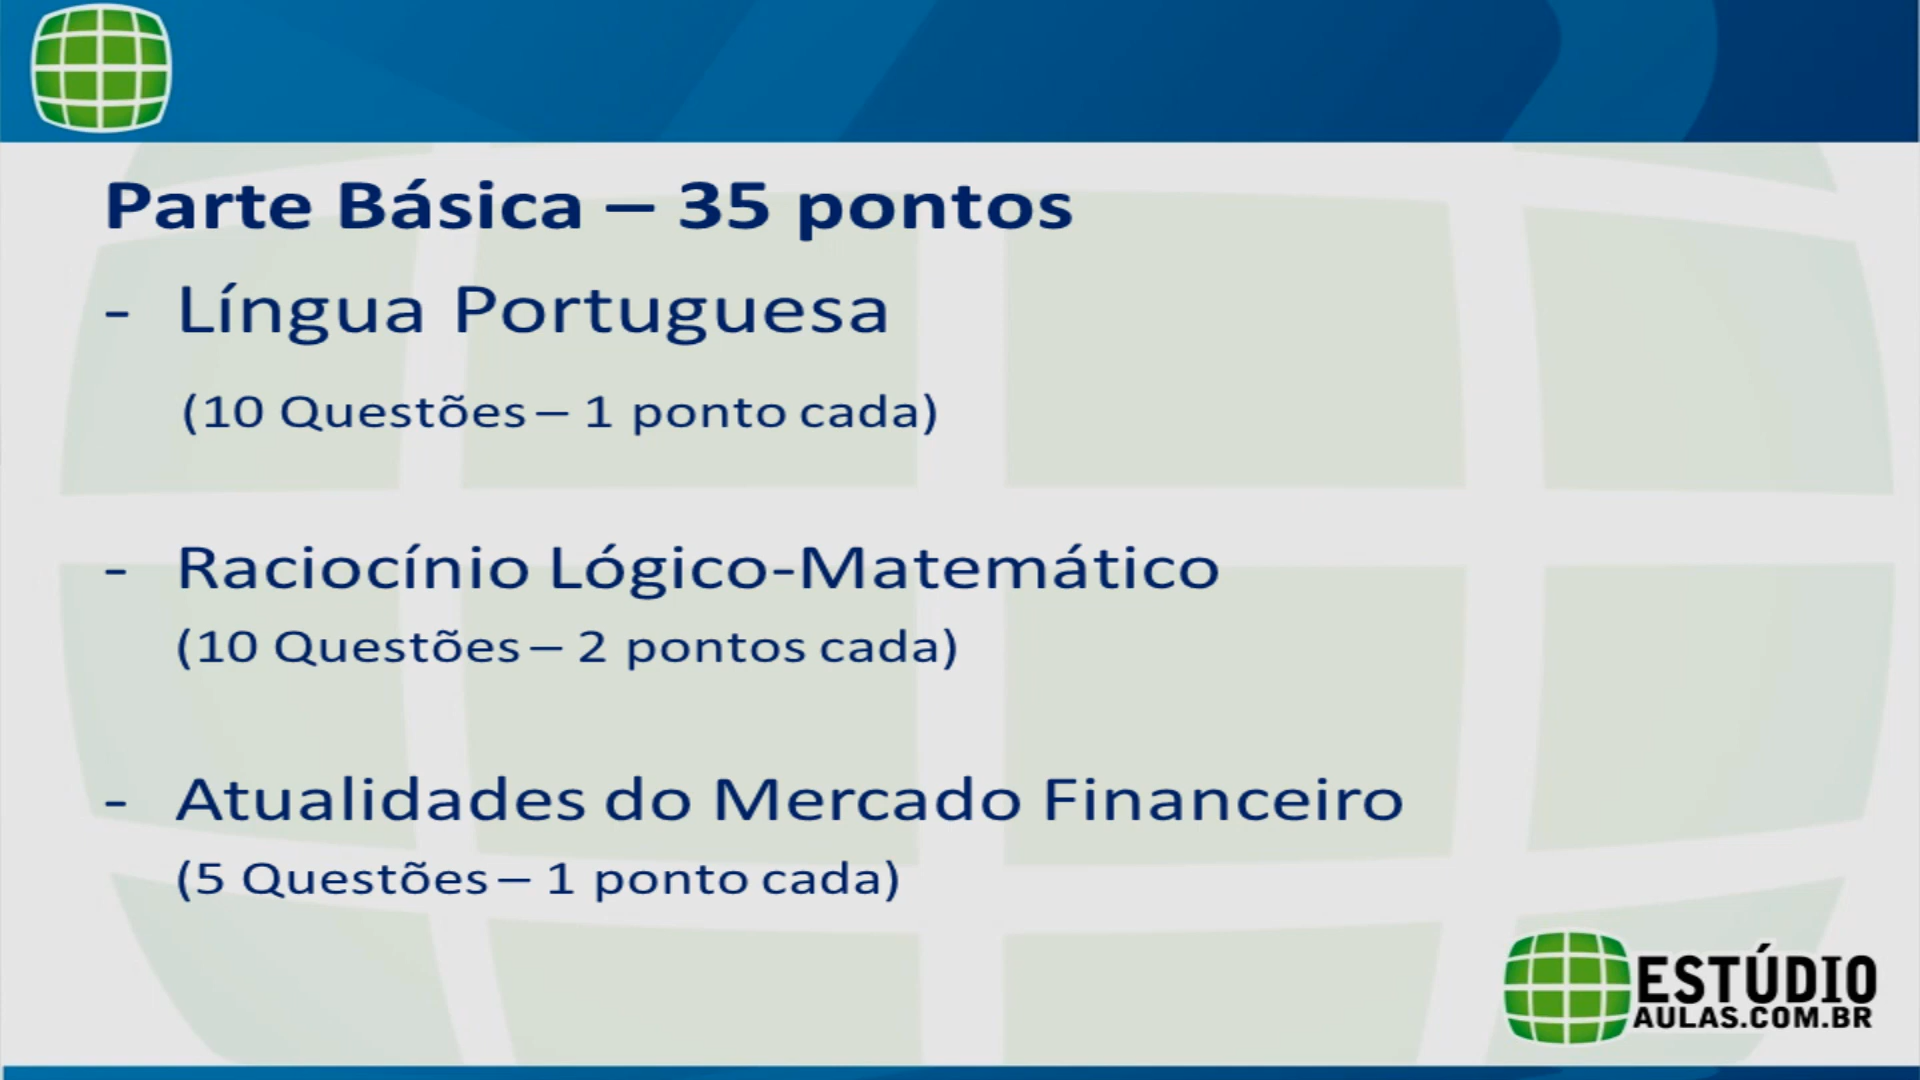 Parte Básica – 35 pontos
- Língua Portuguesa
(10 Questões – 1 ponto cada)
- Raciocínio Lógico-Matemático
(10 Questões – 2 pontos cada)
- Atualidades do Mercado Financeiro
(5 Questões – 1 ponto cada)
ESTÚDIO
AULAS.COM.BR